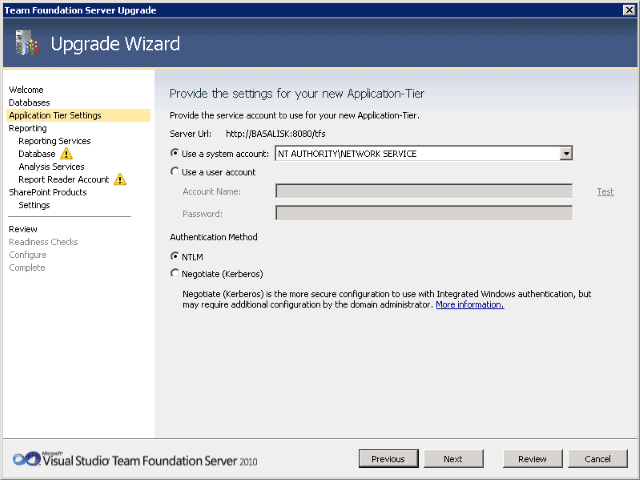 Team Foundation Server Upgrade
Upgrade Wizard
Welcome
Databases
Application Tier Settings
Reporting
Reporting Services
Database
Analysis Services
Report Reader Account
SharePoint Products
Settings
Review
Readiness Checks
Configure
Complete
Provide the settings for your new Application-Tier
Provide the service account to use for your new Application-Tier.
Server Url: http://BASALISK:8080/tfs
Use a system account: NT AUTHORITY\NETWORK SERVICE
Use a user account
Account Name: Test
Password:
Authentication Method
NTLM
Negotiate (Kerberos)
Negotiate (Kerberos) is the more secure configuration to use with Integrated Windows authentication, but
may require additional configuration by the domain administrator. More information.
Microsoft
Visual Studio Team Foundation Server 2010
Previous Next Review Cancel